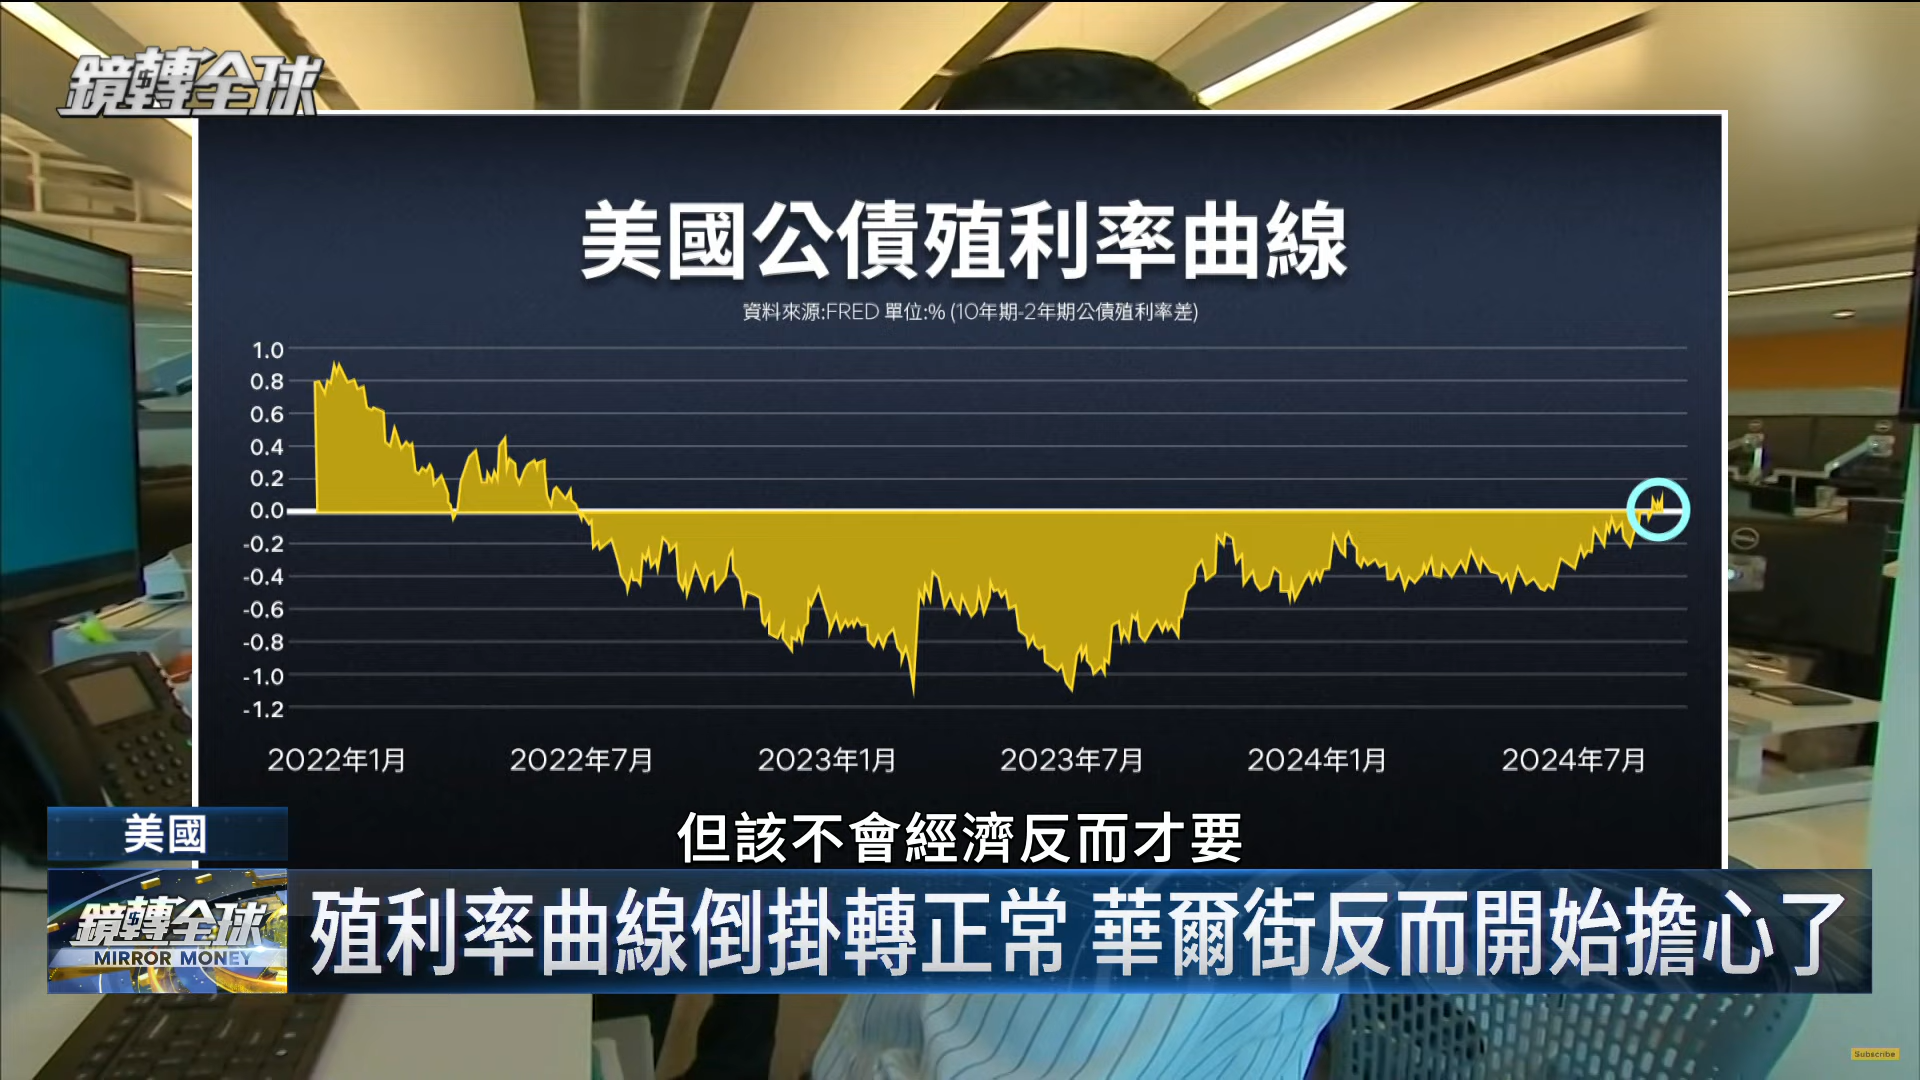 鏡轉全球
美國公債殖利率曲線
資料來源:FRED 單位:% (10年期-2年期公債殖利率差)
1.0
0.8
0.6
0.4
0.2
0.0
-0.2
-0.4
-0.6
-0.8
-1.0
-1.2
2022年1月 2022年7月 2023年1月 2023年7月 2024年1月 2024年7月
但該不會經濟反而才要
美國
鏡轉全球
MIRROR MONEY
殖利率曲線倒掛轉正常 華爾街反而開始擔心了
Subscribe